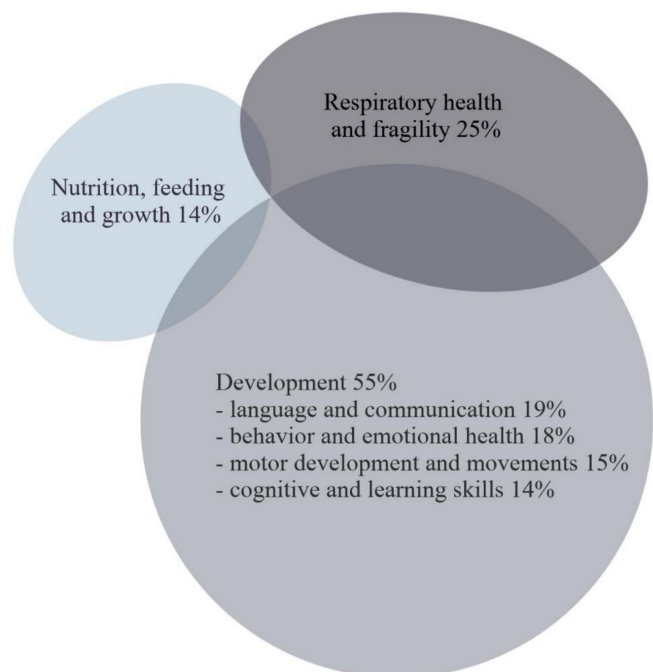 Respiratory health
and fragility 25%
Nutrition, feeding
and growth 14%
Development 55%
- language and communication 19%
- behavior and emotional health 18%
- motor development and movements 15%
- cognitive and learning skills 14%